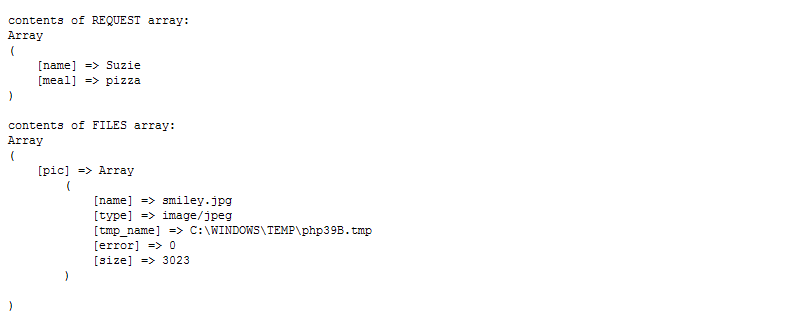 contents of REQUEST array:
Array
(
    [name] => Suzie
    [meal] => pizza
)
contents of FILES array:
Array
(
    [pic] => Array
        (
            [name] => smiley.jpg
            [type] => image/jpeg
            [tmp_name] => C:\WINDOWS\TEMP\php39B.tmp
            [error] => 0
            [size] => 3023
        )
)